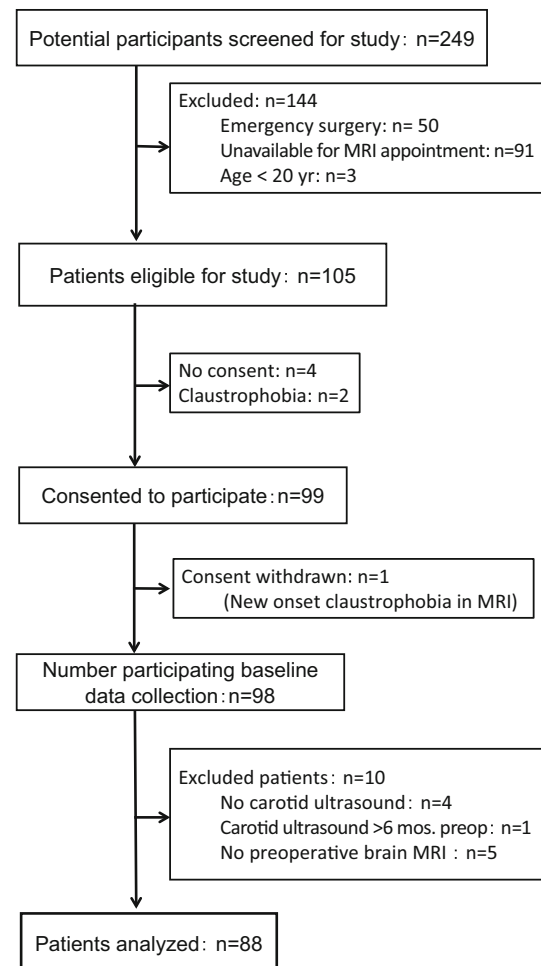 Potential participants screened for study: n=249
Excluded: n=144
Emergency surgery: n= 50
Unavailable for MRI appointment: n=91
Age < 20 yr: n=3
Patients eligible for study: n=105
No consent: n=4
Claustrophobia: n=2
Consented to participate:n=99
Consent withdrawn: n=1
(New onset claustrophobia in MRI)
Number participating baseline
data collection:n=98
Excluded patients: n=10
No carotid ultrasound: n=4
Carotid ultrasound >6 mos. preop: n=1
No preoperative brain MRI : n=5
Patients analyzed: n=88